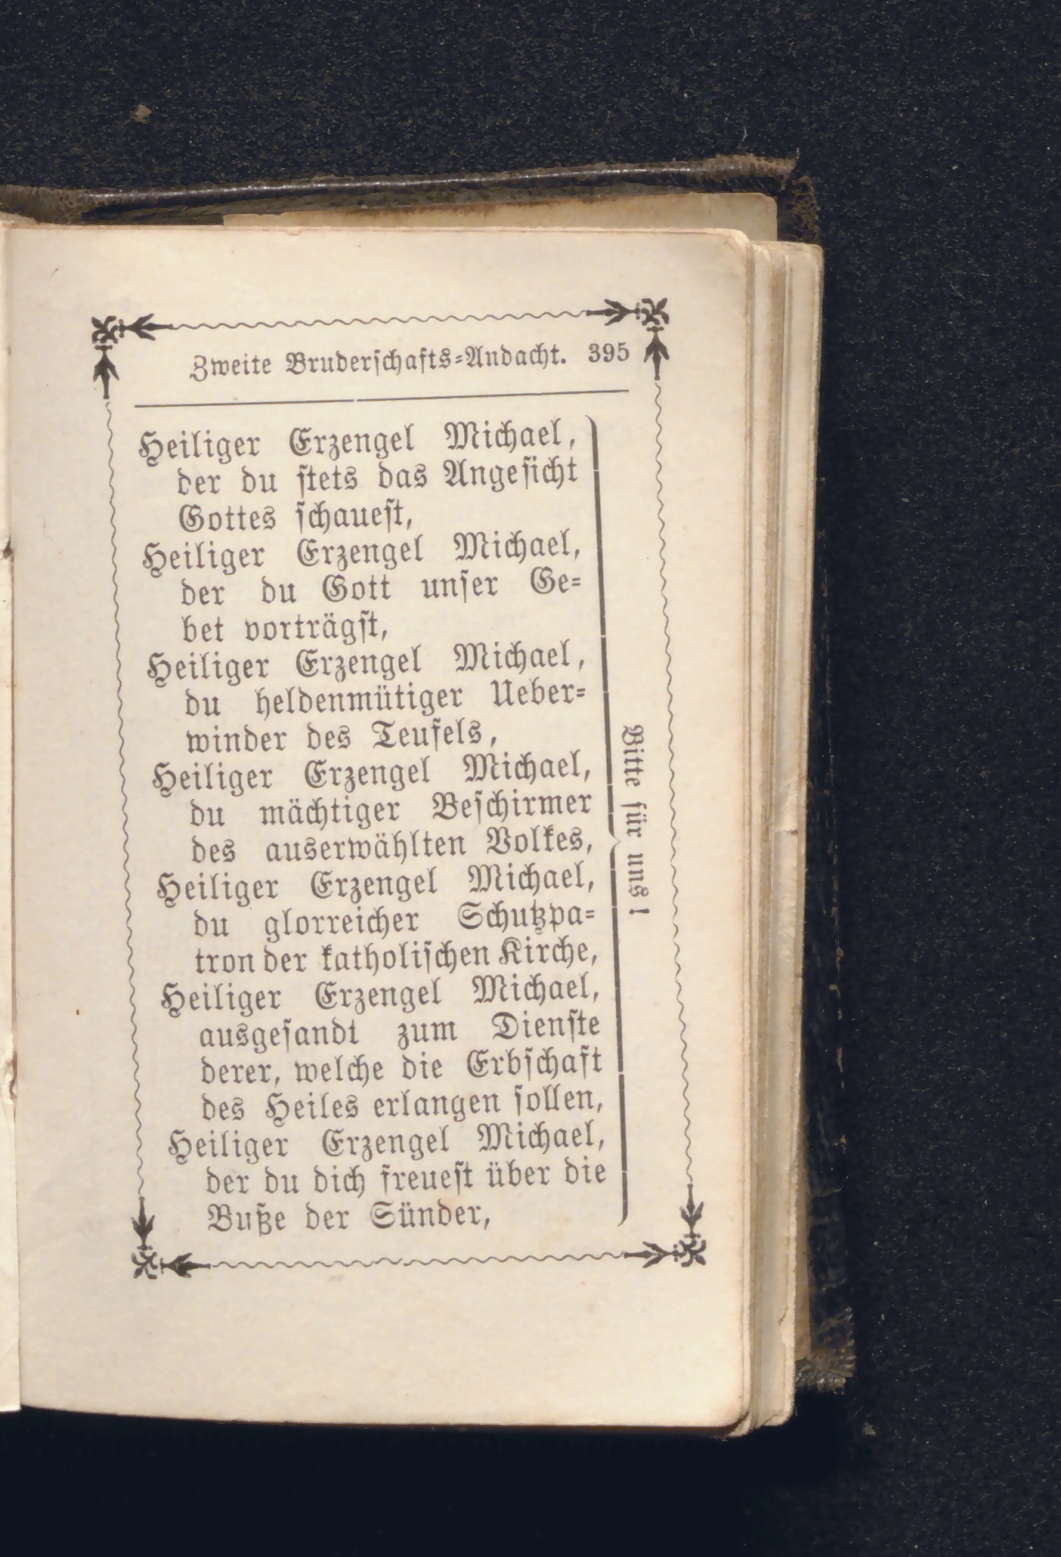 Zweite Bruderschafts-Andacht. 395
Heiliger Erzengel Michael,
der du stets das Angesicht
Gottes schauest,
Heiliger Erzengel Michael,
der du Gott unser Ge-
bet vorträgst,
Heiliger Erzengel Michael,
du heldenmütiger Ueber-
winder des Teufels,
Heiliger Erzengel Michael,
du mächtiger Beschirmer
des auserwählten Volkes,
Heiliger Erzengel Michael,
du glorreicher Schutzpa-
tron der katholischen Kirche,
Heiliger Erzengel Michael,
ausgesandt zum Dienste
derer, welche die Erbschaft
des Heiles erlangen sollen,
Heiliger Erzengel Michael,
der du dich freuest über die
Buße der Sünder,
Bitte für uns!